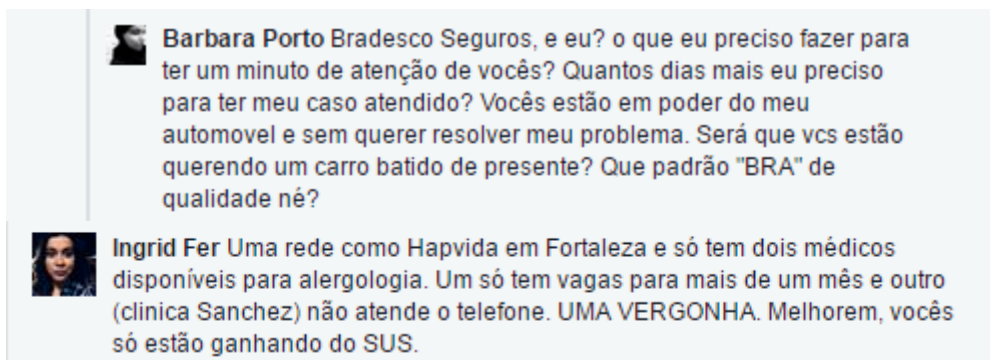 Barbara Porto Bradesco Seguros, e eu? o que eu preciso fazer para
ter um minuto de atenção de vocês? Quantos dias mais eu preciso
para ter meu caso atendido? Vocês estão em poder do meu
automovel e sem querer resolver meu problema. Será que vcs estão
querendo um carro batido de presente? Que padrão "BRA" de
qualidade né?
Ingrid Fer Uma rede como Hapvida em Fortaleza e só tem dois médicos
disponíveis para alergologia. Um só tem vagas para mais de um mês e outro
(clinica Sanchez) não atende o telefone. UMA VERGONHA. Melhorem, vocês
só estão ganhando do SUS.